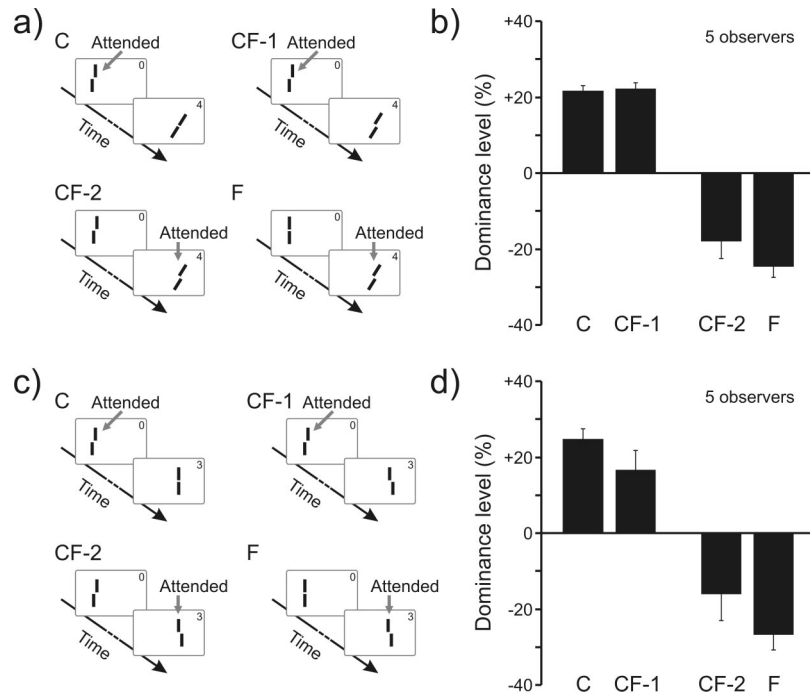 a)
C
Attended
0
4
Time
CF-1
Attended
0
4
Time
CF-2
0
Attended
4
Time
F
0
Attended
4
Time
b)
5 observers
Dominance level (%)
+40
+20
0
-20
-40
C CF-1 CF-2 F
c)
C
Attended
0
3
Time
CF-1
Attended
0
3
Time
CF-2
0
Attended
3
Time
F
0
Attended
3
Time
d)
5 observers
Dominance level (%)
+40
+20
0
-20
-40
C CF-1 CF-2 F